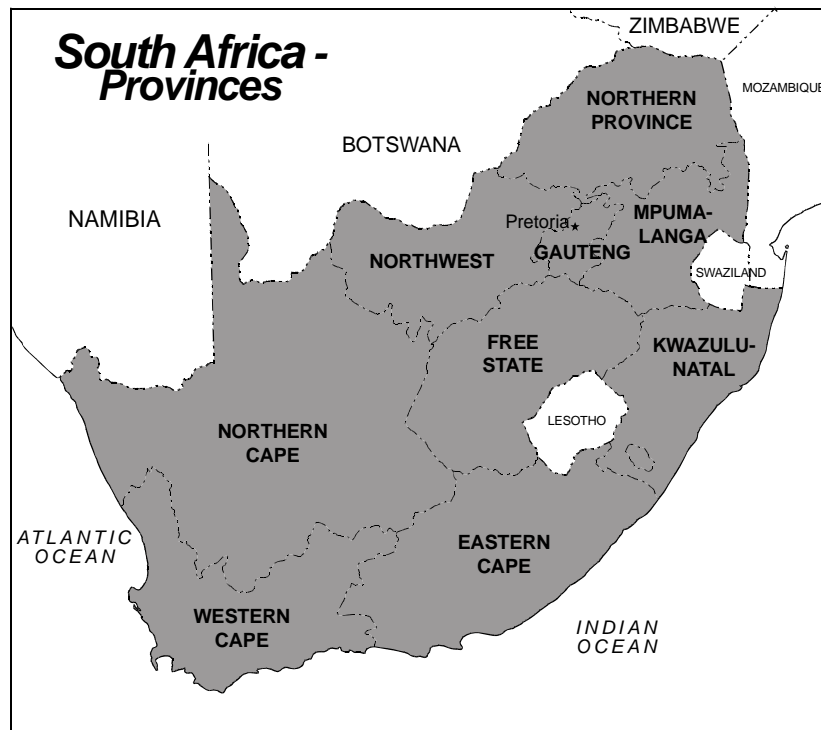 South Africa -
Provinces
ZIMBABWE
MOZAMBIQUE
NORTHERN
PROVINCE
BOTSWANA
NAMIBIA
Pretoria
MPUMA-
LANGA
GAUTENG
NORTHWEST
SWAZILAND
FREE
STATE
KWAZULU-
NATAL
LESOTHO
NORTHERN
CAPE
ATLANTIC
OCEAN
EASTERN
CAPE
WESTERN
CAPE
INDIAN
OCEAN